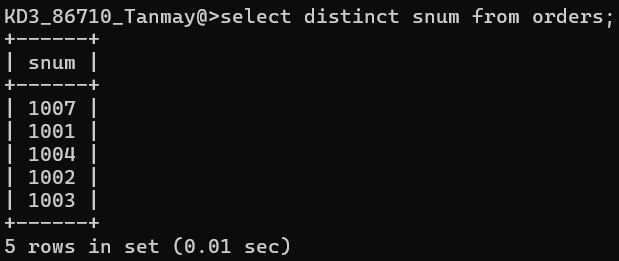 KD3_86710_Tanmay@>select distinct snum from orders;
+------+
| snum |
+------+
| 1007 |
| 1001 |
| 1004 |
| 1002 |
| 1003 |
+------+
5 rows in set (0.01 sec)